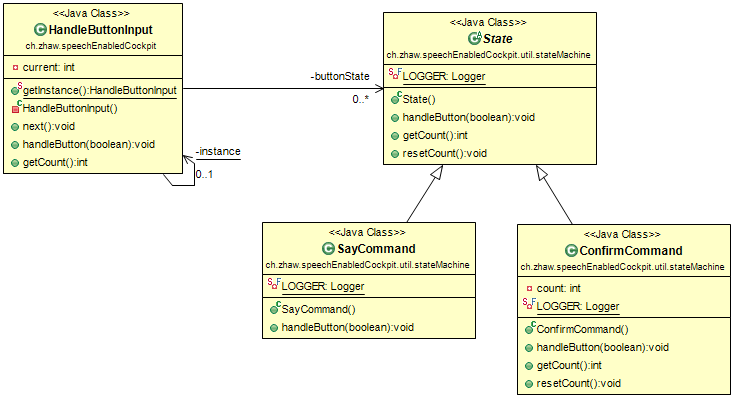 <<Java Class>>
HandleButtonInput
ch.zhaw.speechEnabledCockpit
current: int
getInstance():HandleButtonInput
HandleButtonInput()
next():void
handleButton(boolean):void
getCount():int
-buttonState
0..*
-instance
0..1
<<Java Class>>
State
ch.zhaw.speechEnabledCockpit.util.stateMachine
LOGGER: Logger
State()
handleButton(boolean):void
getCount():int
resetCount():void
<<Java Class>>
SayCommand
ch.zhaw.speechEnabledCockpit.util.stateMachine
LOGGER: Logger
SayCommand()
handleButton(boolean):void
<<Java Class>>
ConfirmCommand
ch.zhaw.speechEnabledCockpit.util.stateMachine
count: int
LOGGER: Logger
ConfirmCommand()
handleButton(boolean):void
getCount():int
resetCount():void